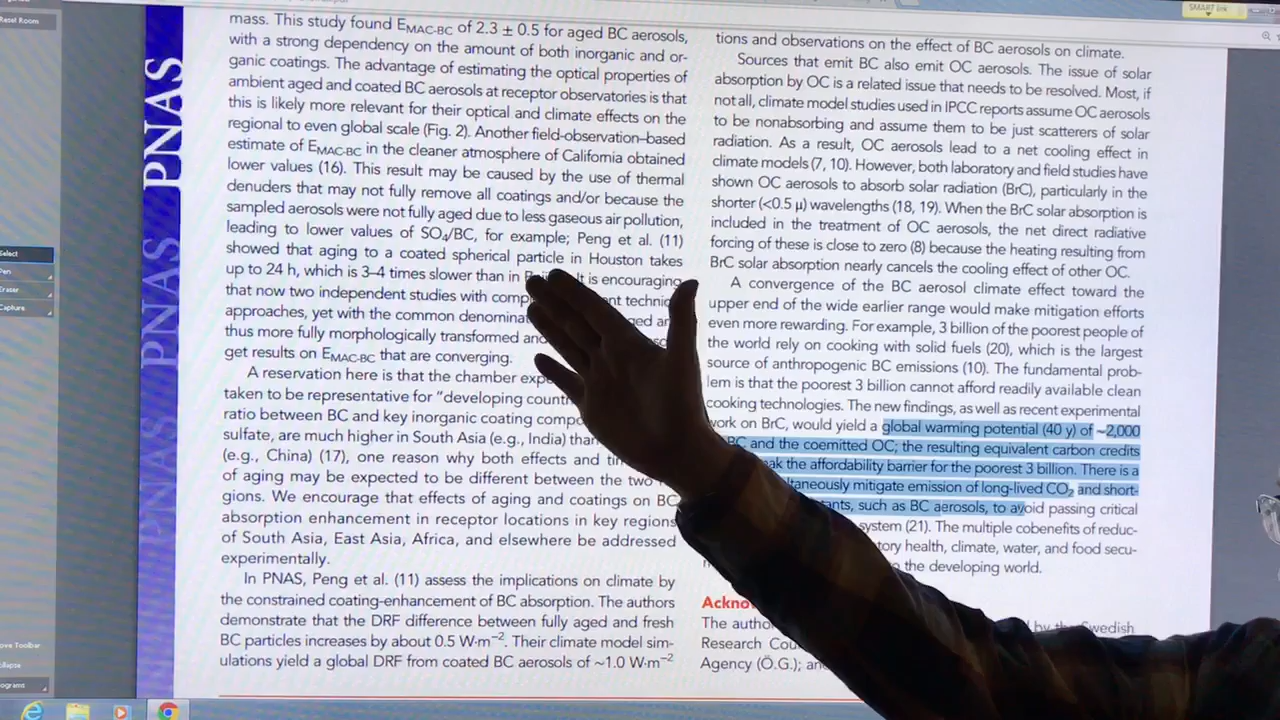 Reset Room
SMART Ink
PNAS
PNAS
PNAS
Select
Pen
Eraser
Capture
mass. This study found EMAC-BC of 2.3 ± 0.5 for aged BC aerosols,
with a strong dependency on the amount of both inorganic and or-
ganic coatings. The advantage of estimating the optical properties of
ambient aged and coated BC aerosols at receptor observatories is that
this is likely more relevant for their optical and climate effects on the
regional to even global scale (Fig. 2). Another field-observation–based
estimate of EMAC-BC in the cleaner atmosphere of California obtained
lower values (16). This result may be caused by the use of thermal
denuders that may not fully remove all coatings and/or because the
sampled aerosols were not fully aged due to less gaseous air pollution,
leading to lower values of SO4/BC, for example; Peng et al. (11)
showed that aging to a coated spherical particle in Houston takes
up to 24 h, which is 3–4 times slower than in It is encouraging
that now two independent studies with
approaches, yet with the common
thus more fully morphologically transformed
get results on EMAC-BC that are converging.
A reservation here is that the chamber
taken to be representative for “developing
ratio between BC and key inorganic coating
sulfate, are much higher in South Asia (e.g., India)
(e.g., China) (17), one reason why both effects and
of aging may be expected to be different between the two
gions. We encourage that effects of aging and coatings on BC
absorption enhancement in receptor locations in key regions
of South Asia, East Asia, Africa, and elsewhere be addressed
experimentally.
In PNAS, Peng et al. (11) assess the implications on climate by
the constrained coating-enhancement of BC absorption. The authors
demonstrate that the DRF difference between fully aged and fresh
BC particles increases by about 0.5 W·m−2. Their climate model sim-
ulations yield a global DRF from coated BC aerosols of ~1.0 W·m−2
tions and observations on the effect of BC aerosols on climate.
Sources that emit BC also emit OC aerosols. The issue of solar
absorption by OC is a related issue that needs to be resolved. Most, if
not all, climate model studies used in IPCC reports assume OC aerosols
to be nonabsorbing and assume them to be just scatterers of solar
radiation. As a result, OC aerosols lead to a net cooling effect in
climate models (7, 10). However, both laboratory and field studies have
shown OC aerosols to absorb solar radiation (BrC), particularly in the
shorter (<0.5 μ) wavelengths (18, 19). When the BrC solar absorption is
included in the treatment of OC aerosols, the net direct radiative
forcing of these is close to zero (8) because the heating resulting from
BrC solar absorption nearly cancels the cooling effect of other OC.
A convergence of the BC aerosol climate effect toward the
upper end of the wide earlier range would make mitigation efforts
even more rewarding. For example, 3 billion of the poorest people of
the world rely on cooking with solid fuels (20), which is the largest
source of anthropogenic BC emissions (10). The fundamental prob-
lem is that the poorest 3 billion cannot afford readily available clean
cooking technologies. The new findings, as well as recent experimental
work on BrC, would yield a global warming potential (40 y) of ~2,000
BC and the coemitted OC; the resulting equivalent carbon credits
the affordability barrier for the poorest 3 billion. There is a
mitigate emission of long-lived CO2 and short-
such as BC aerosols, to avoid passing critical
system (21). The multiple cobenefits of reduc-
health, climate, water, and food secu-
the developing world.
The
by the Swedish
Research
Agency (Ö.G.);